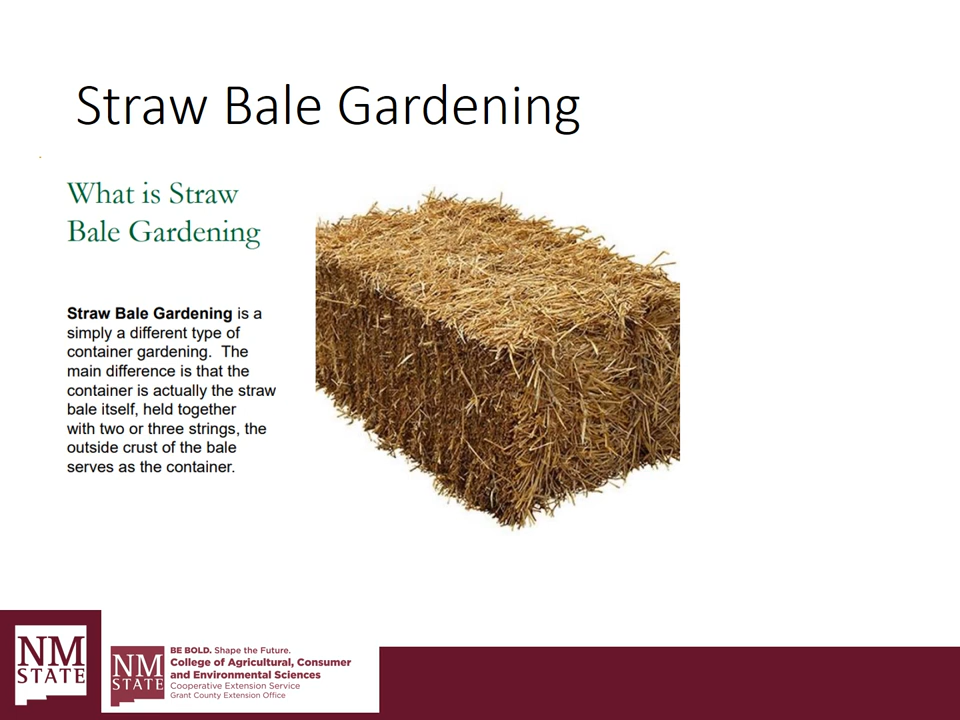 Straw Bale Gardening
What is Straw
Bale Gardening
Straw Bale Gardening is a
simply a different type of
container gardening.  The
main difference is that the
container is actually the straw
bale itself, held together
with two or three strings, the
outside crust of the bale
serves as the container.
NM
STATE
NM
STATE
BE BOLD. Shape the Future.
College of Agricultural, Consumer
and Environmental Sciences
Cooperative Extension Service
Grant County Extension Office